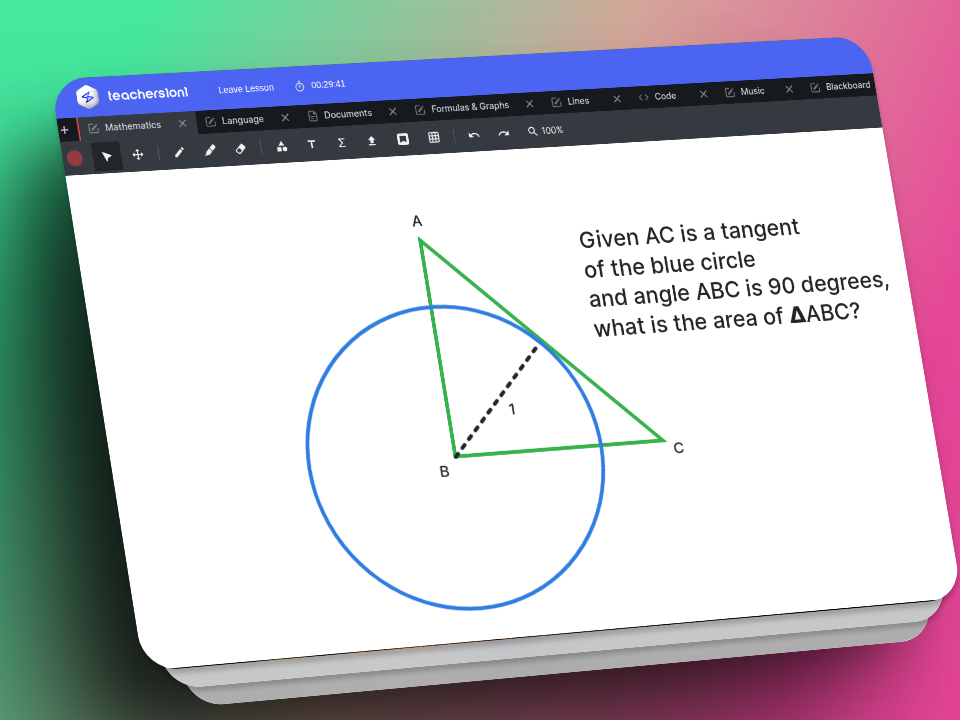 teachersion1
Leave Lesson
00:29:41
Mathematics
Language
Documents
Formulas & Graphs
Lines
Code
Music
Blackboard
100%
A
Given AC is a tangent
of the blue circle
and angle ABC is 90 degrees,
what is the area of ΔABC?
1
B
C